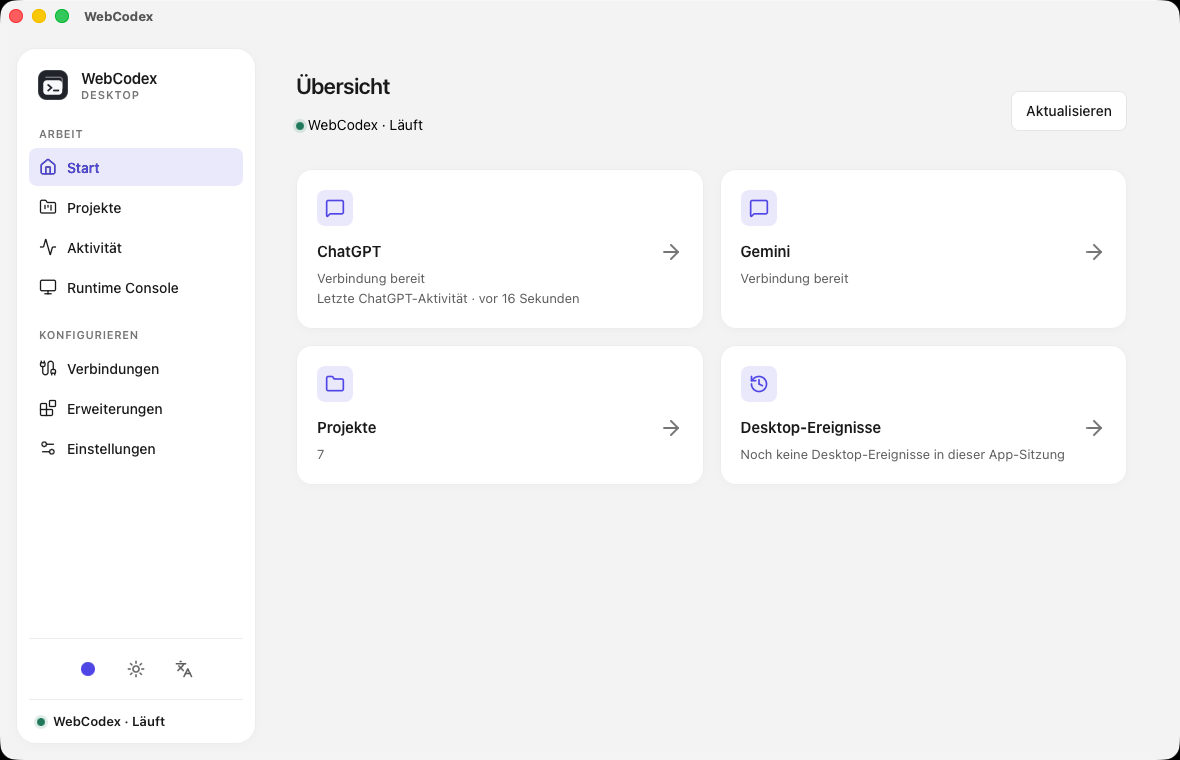 WebCodex
WebCodex
DESKTOP
ARBEIT
Start
Projekte
Aktivität
Runtime Console
KONFIGURIEREN
Verbindungen
Erweiterungen
Einstellungen
WebCodex · Läuft
Übersicht
WebCodex · Läuft
Aktualisieren
ChatGPT
Verbindung bereit
Letzte ChatGPT-Aktivität · vor 16 Sekunden
Gemini
Verbindung bereit
Projekte
7
Desktop-Ereignisse
Noch keine Desktop-Ereignisse in dieser App-Sitzung